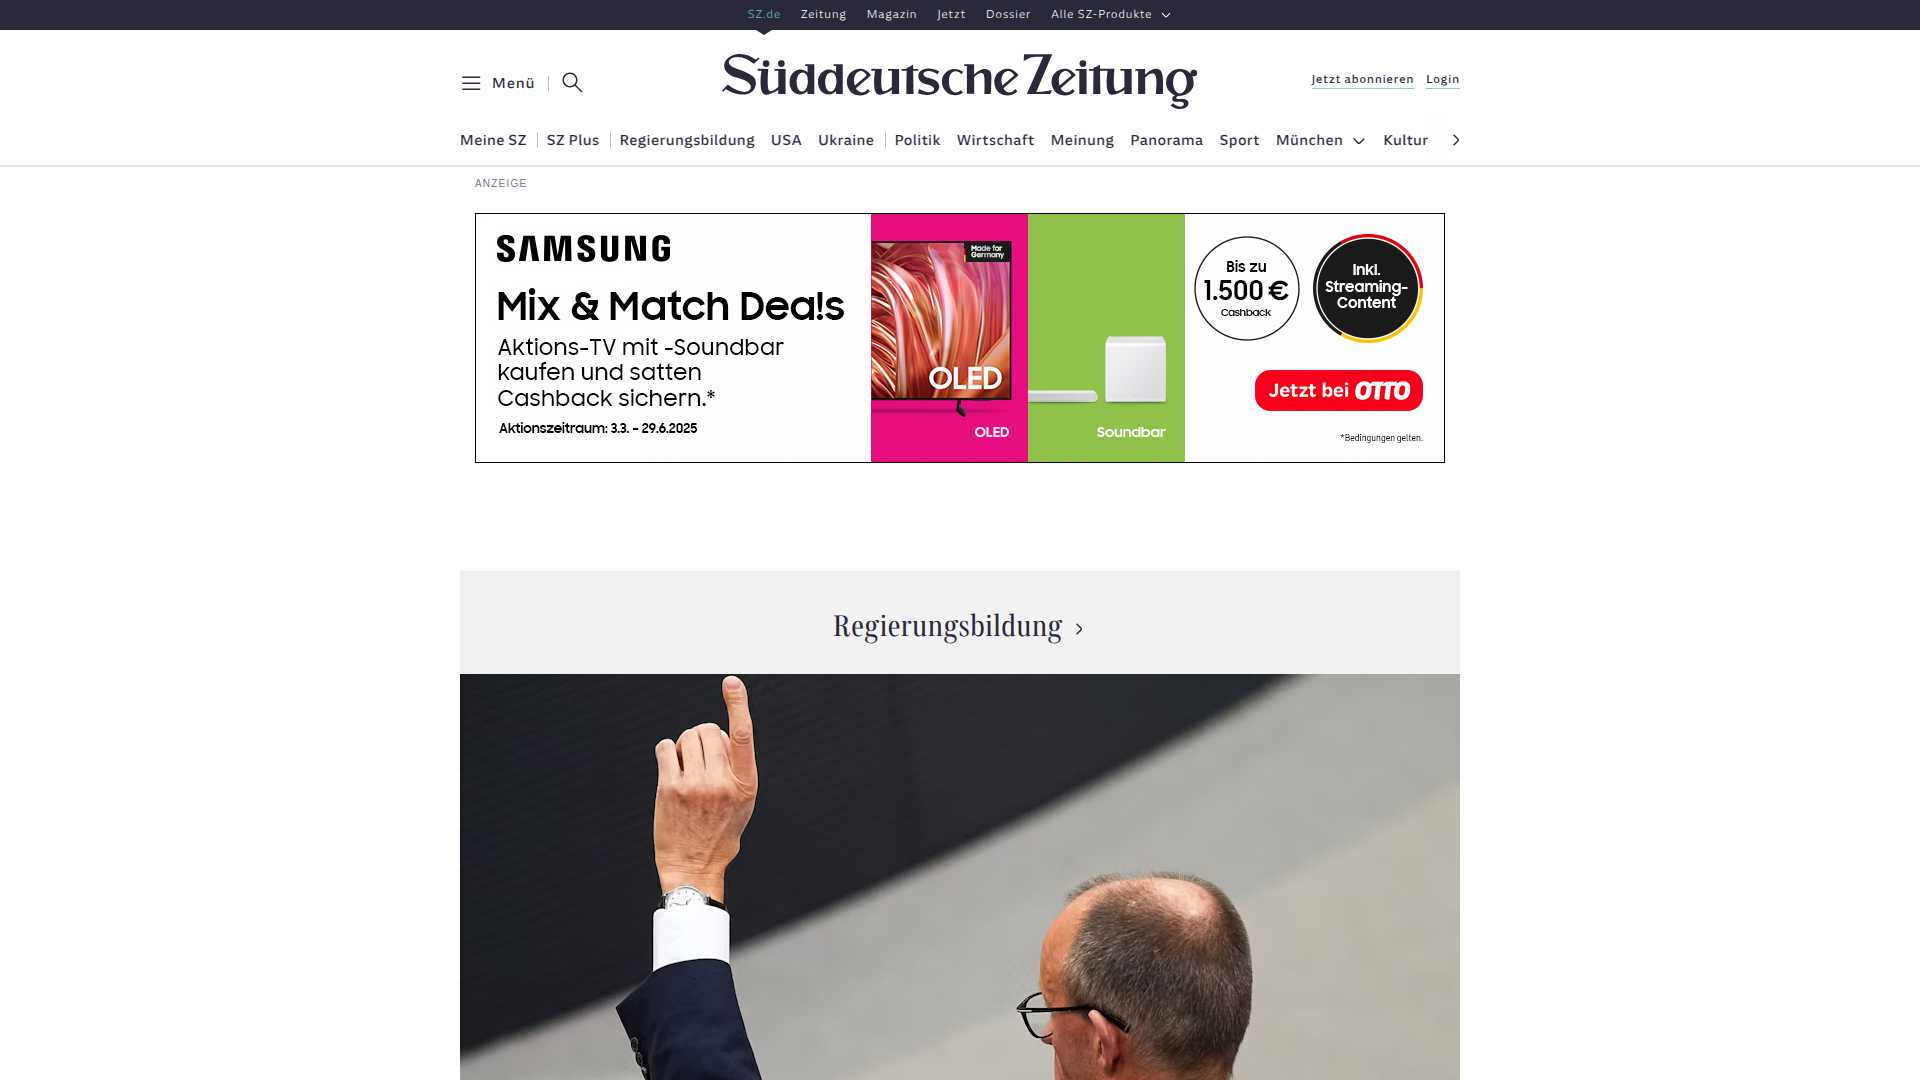 SZ.de Zeitung Magazin Jetzt Dossier Alle SZ-Produkte
Menü
Süddeutsche Zeitung
Jetzt abonnieren Login
Meine SZ SZ Plus Regierungsbildung USA Ukraine Politik Wirtschaft Meinung Panorama Sport München Kultur
ANZEIGE
SAMSUNG
Mix & Match Dea!s
Aktions-TV mit -Soundbar
kaufen und satten
Cashback sichern.*
Aktionszeitraum: 3.3. – 29.6.2025
Made for
Germany
OLED
OLED
Soundbar
Bis zu
1.500 €
Cashback
Inkl.
Streaming-
Content
Jetzt bei OTTO
*Bedingungen gelten.
Regierungsbildung